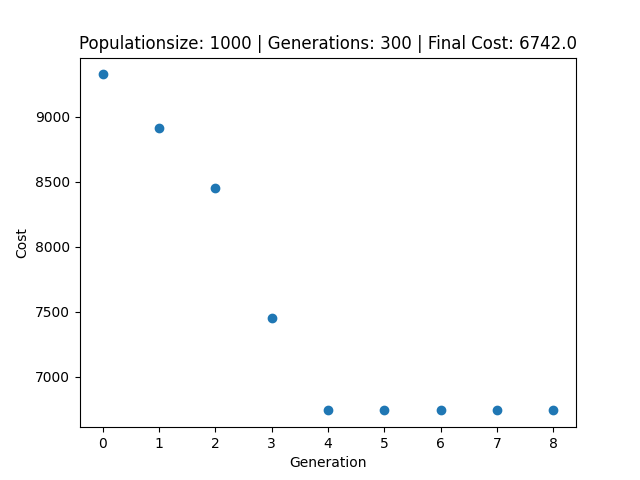 Populationsize: 1000 | Generations: 300 | Final Cost: 6742.0
9000
8500
8000
7500
7000
Cost
0 1 2 3 4 5 6 7 8
Generation